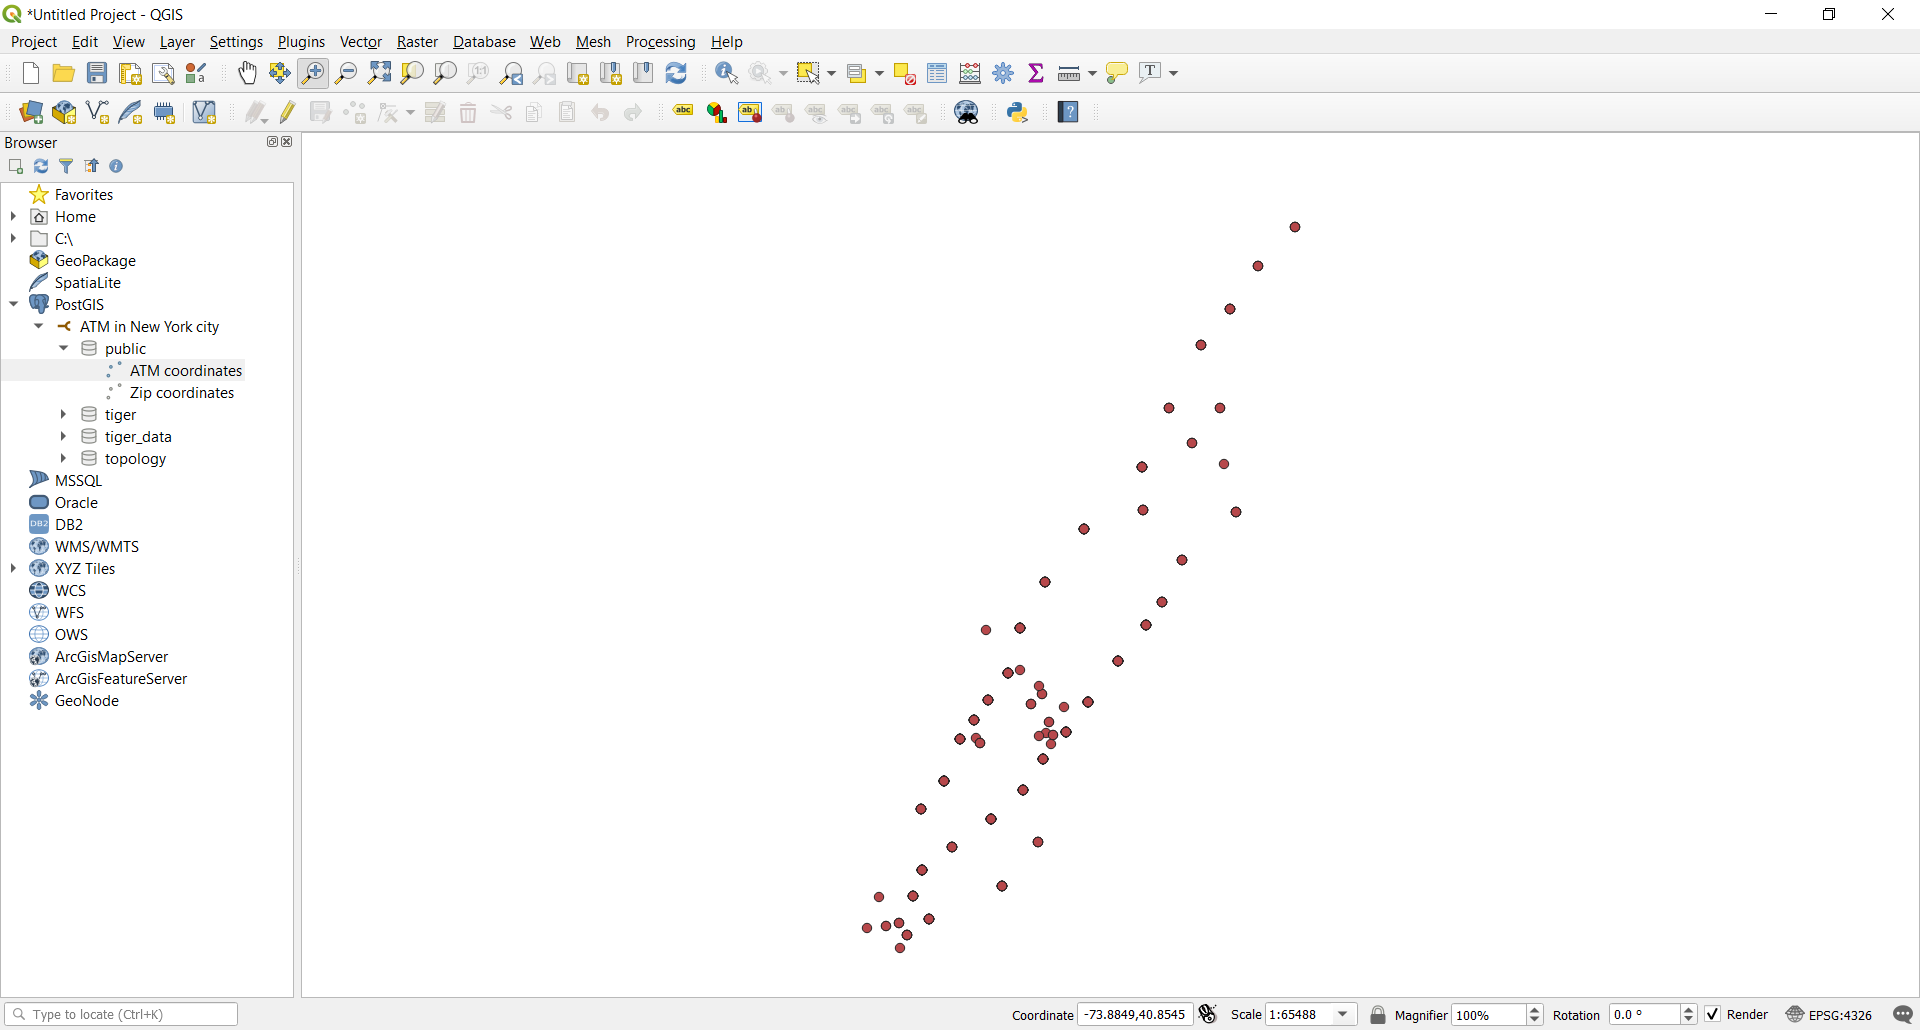 *Untitled Project - QGIS
Project Edit View Layer Settings Plugins Vector Raster Database Web Mesh Processing Help
Browser
Favorites
Home
C:\
GeoPackage
SpatiaLite
PostGIS
ATM in New York city
public
ATM coordinates
Zip coordinates
tiger
tiger_data
topology
MSSQL
Oracle
DB2
WMS/WMTS
XYZ Tiles
WCS
WFS
OWS
ArcGisMapServer
ArcGisFeatureServer
GeoNode
Type to locate (Ctrl+K) Coordinate -73.8849,40.8545 Scale 1:65488 Magnifier 100% Rotation 0.0 ° Render EPSG:4326